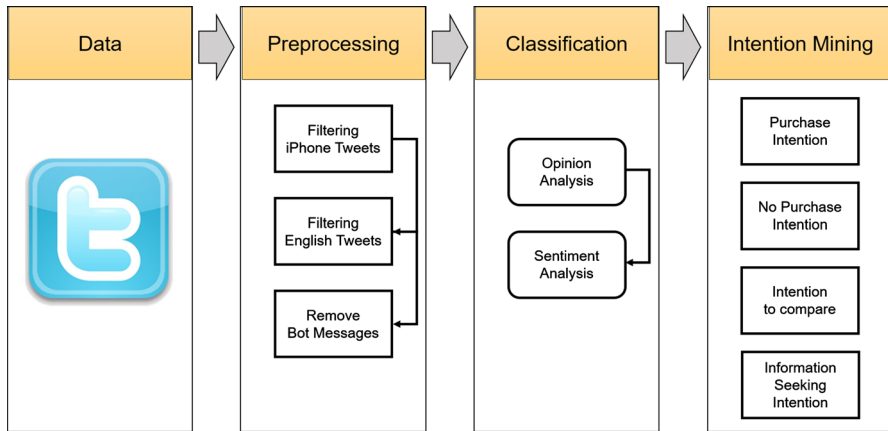 Data
Preprocessing
Classification
Intention Mining
Filtering
iPhone Tweets
Filtering
English Tweets
Remove
Bot Messages
Opinion
Analysis
Sentiment
Analysis
Purchase
Intention
No Purchase
Intention
Intention
to compare
Information
Seeking
Intention
t